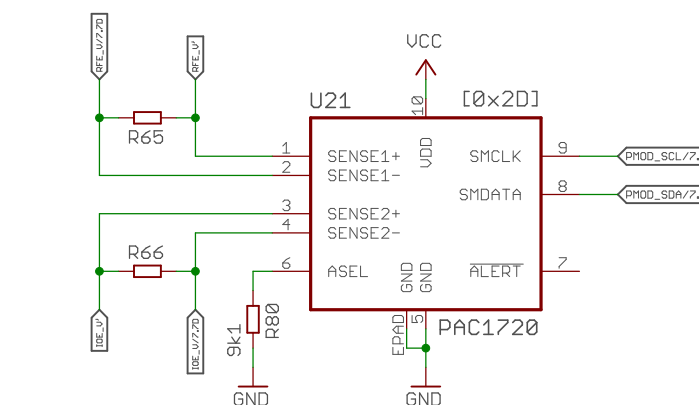 RFE_V/7.7D
RFE_V'
VCC
U21
[0x2D]
10
VDD
R65
1
SENSE1+
2
SENSE1-
3
SENSE2+
4
SENSE2-
6
ASEL
SMCLK
9
PMOD_SCL/7.
SMDATA
8
PMOD_SDA/7.
ALERT
7
R66
IOE_V'
IOE_V/7.7D
9k1
R80
GND
GND
GND
EPAD
5
PAC1720
GND